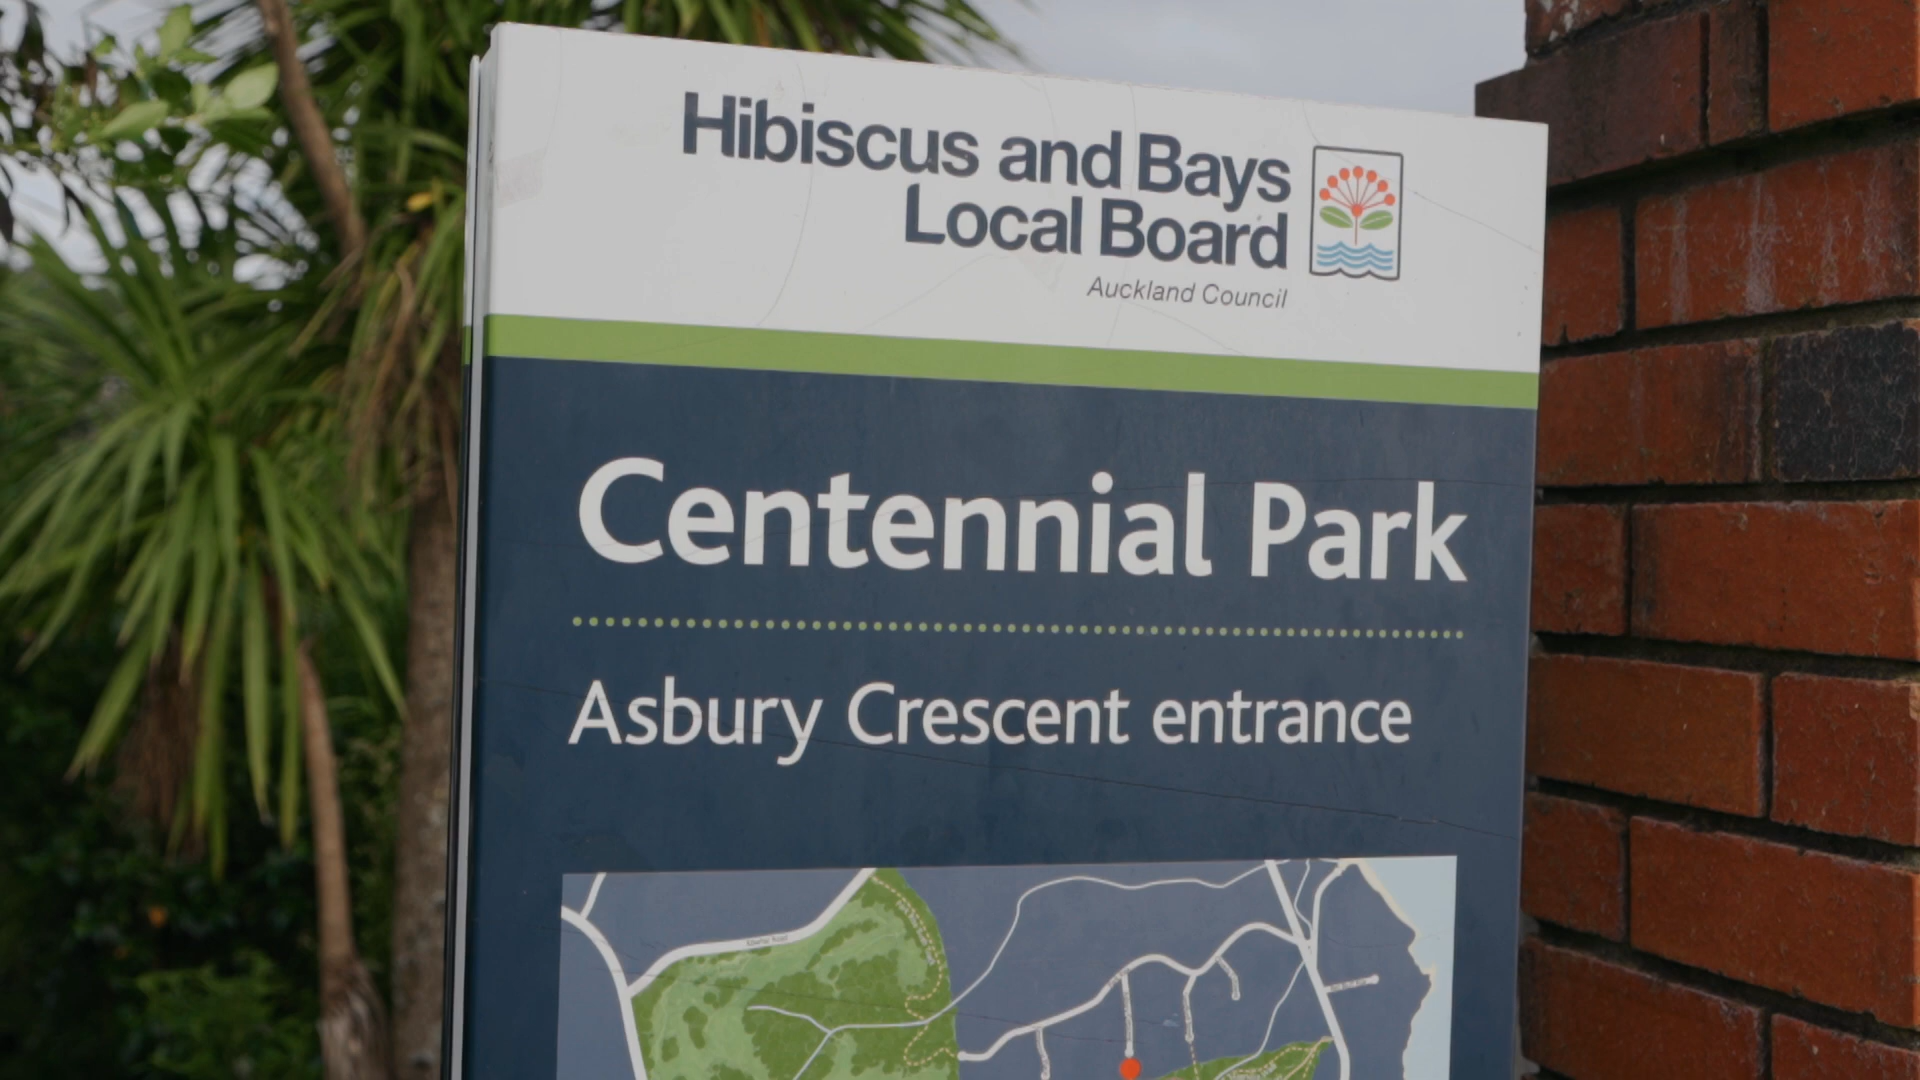 Hibiscus and Bays
Local Board
Auckland Council
Centennial Park
Asbury Crescent entrance